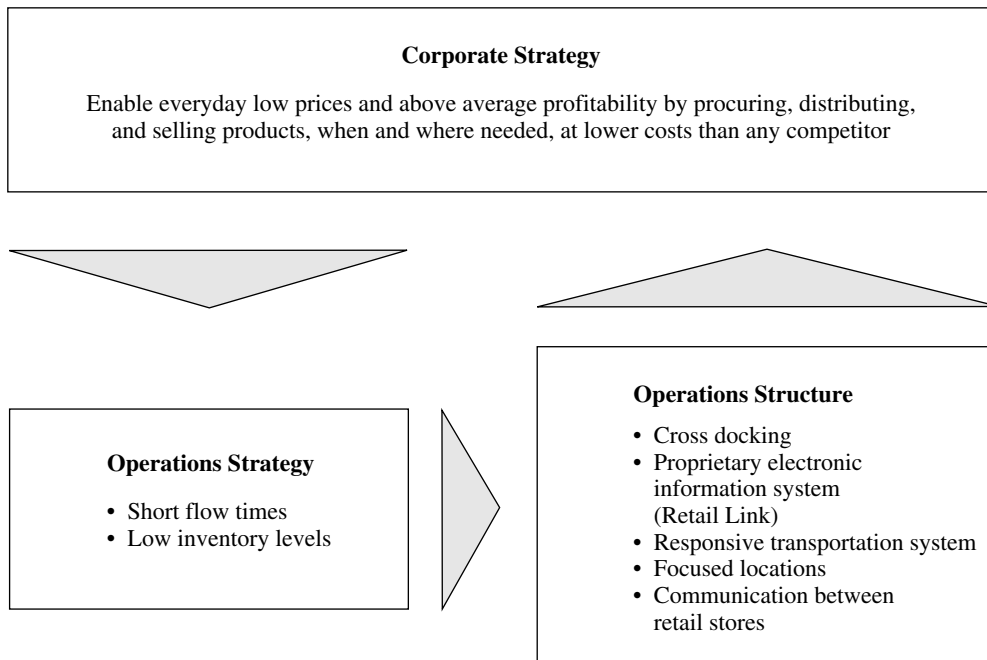 Corporate Strategy
Enable everyday low prices and above average profitability by procuring, distributing,
and selling products, when and where needed, at lower costs than any competitor
Operations Strategy
• Short flow times
• Low inventory levels
Operations Structure
• Cross docking
• Proprietary electronic
information system
(Retail Link)
• Responsive transportation system
• Focused locations
• Communication between
retail stores